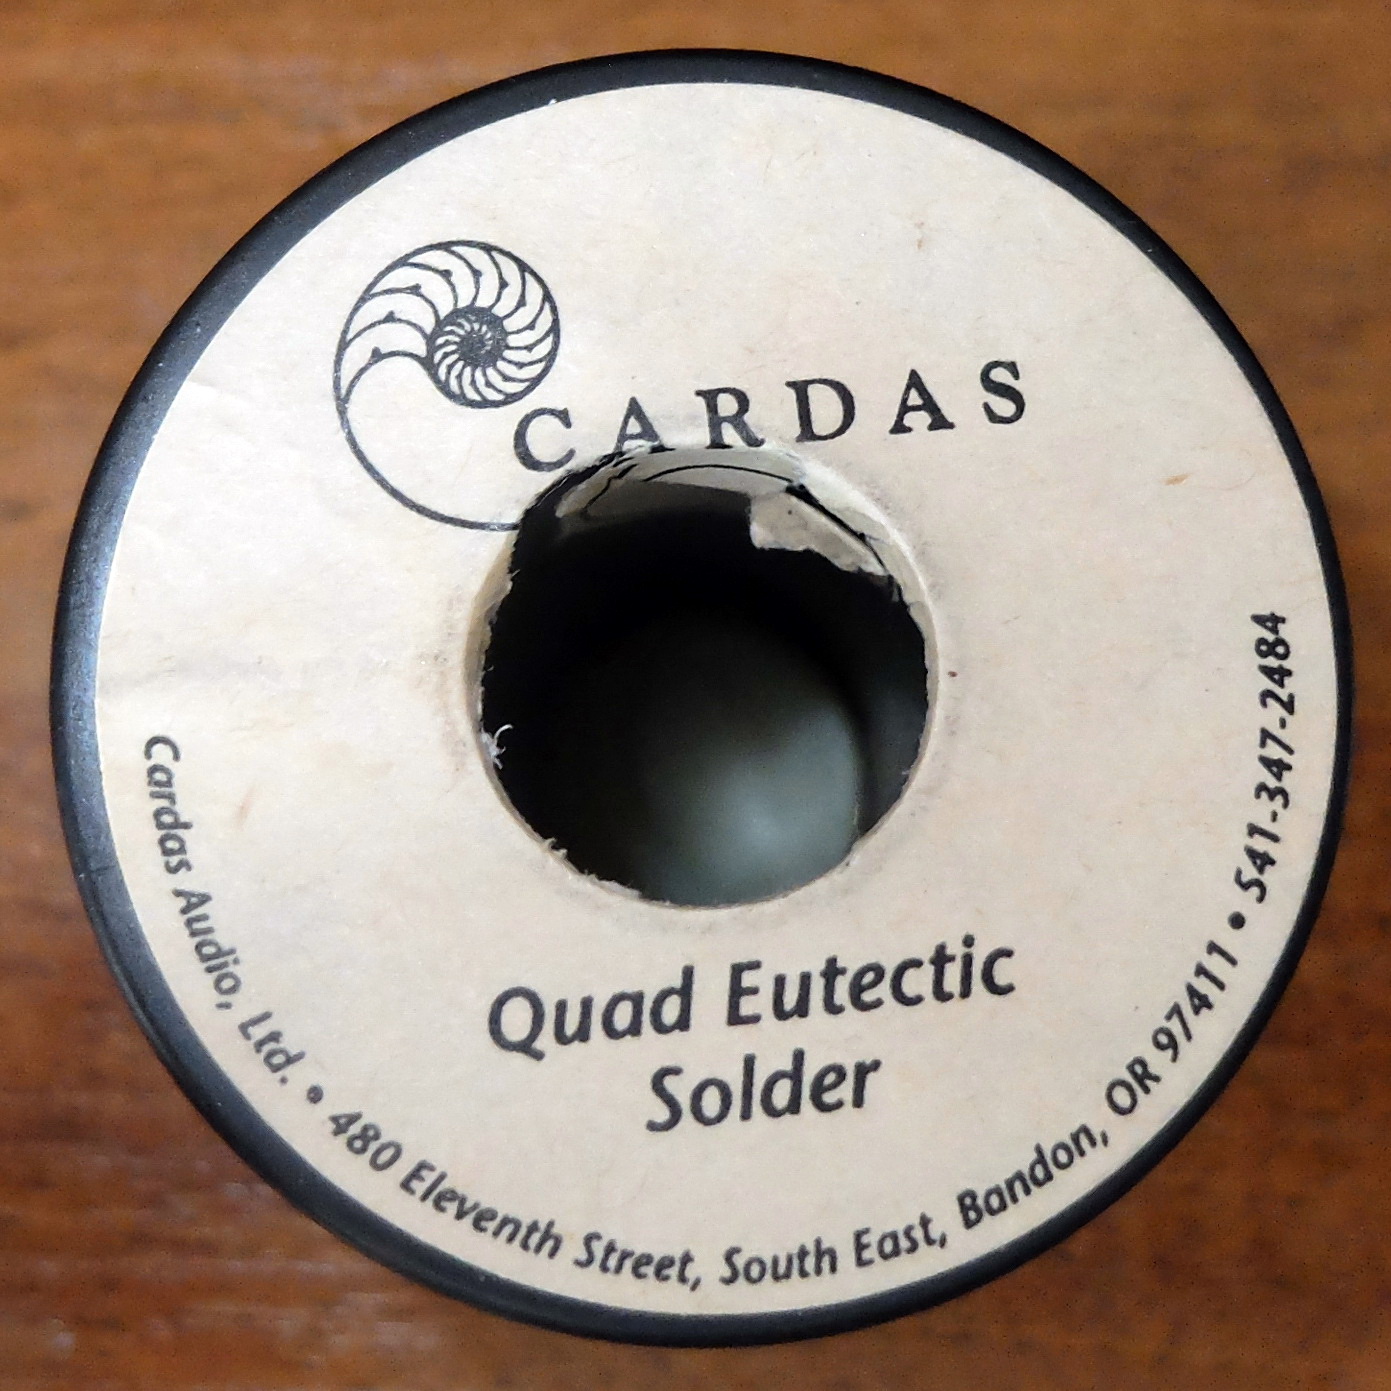 CARDAS
Quad Eutectic
Solder
Cardas Audio, Ltd. • 480 Eleventh Street, South East, Bandon, OR 97411 • 541-347-2484